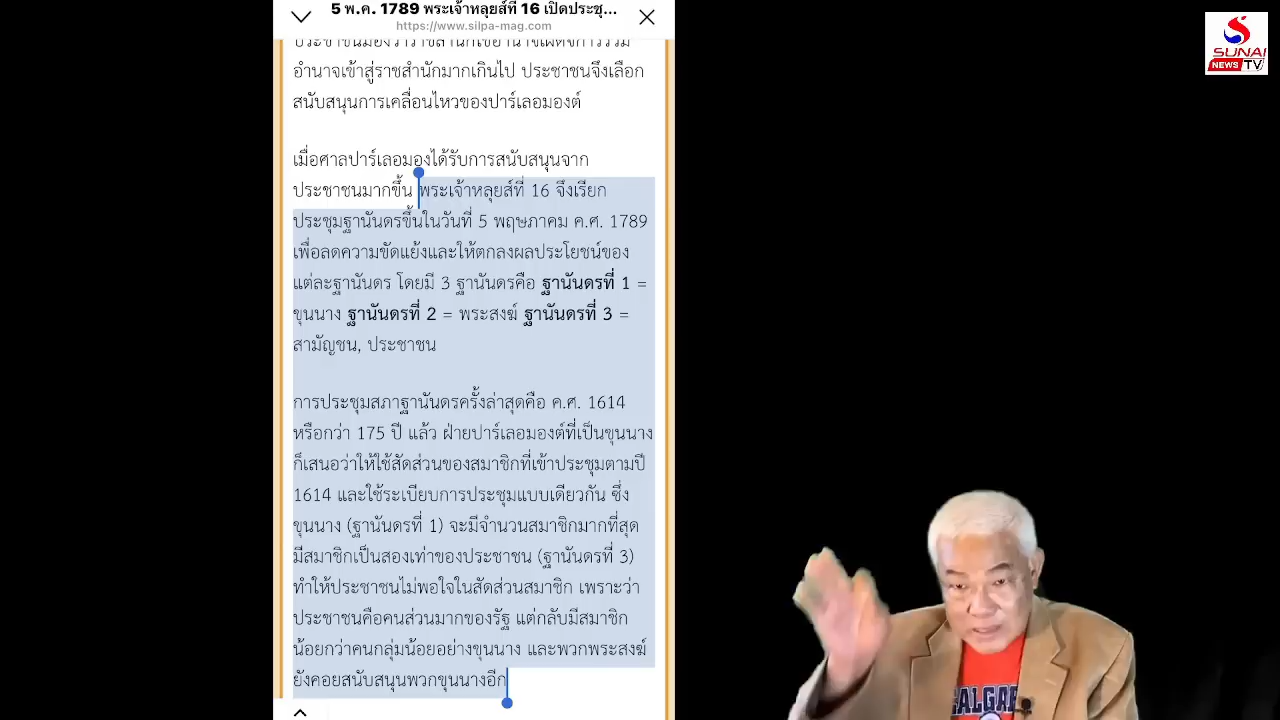 5 พ.ค. 1789 พระเจ้าหลุยส์ที่ 16 เปิดประชุ...
https://www.silpa-mag.com
อำนาจเข้าสู่ราชสำนักมากเกินไป ประชาชนจึงเลือก
สนับสนุนการเคลื่อนไหวของปาร์เลอมองต์
เมื่อศาลปาร์เลอมองได้รับการสนับสนุนจาก
ประชาชนมากขึ้น พระเจ้าหลุยส์ที่ 16 จึงเรียก
ประชุมฐานันดรขึ้นในวันที่ 5 พฤษภาคม ค.ศ. 1789
เพื่อลดความขัดแย้งและให้ตกลงผลประโยชน์ของ
แต่ละฐานันดร โดยมี 3 ฐานันดรคือ ฐานันดรที่ 1 =
ขุนนาง ฐานันดรที่ 2 = พระสงฆ์ ฐานันดรที่ 3 =
สามัญชน, ประชาชน
การประชุมสภาฐานันดรครั้งล่าสุดคือ ค.ศ. 1614
หรือกว่า 175 ปี แล้ว ฝ่ายปาร์เลอมองต์ที่เป็นขุนนาง
ก็เสนอว่าให้ใช้สัดส่วนของสมาชิกที่เข้าประชุมตามปี
1614 และใช้ระเบียบการประชุมแบบเดียวกัน ซึ่ง
ขุนนาง (ฐานันดรที่ 1) จะมีจำนวนสมาชิกมากที่สุด
มีสมาชิกเป็นสองเท่าของประชาชน (ฐานันดรที่ 3)
ทำให้ประชาชนไม่พอใจในสัดส่วนสมาชิก เพราะว่า
ประชาชนคือคนส่วนมากของรัฐ แต่กลับมีสมาชิก
น้อยกว่าคนกลุ่มน้อยอย่างขุนนาง และพวกพระสงฆ์
ยังคอยสนับสนุนพวกขุนนางอีก
SUNAI
NEWS TV